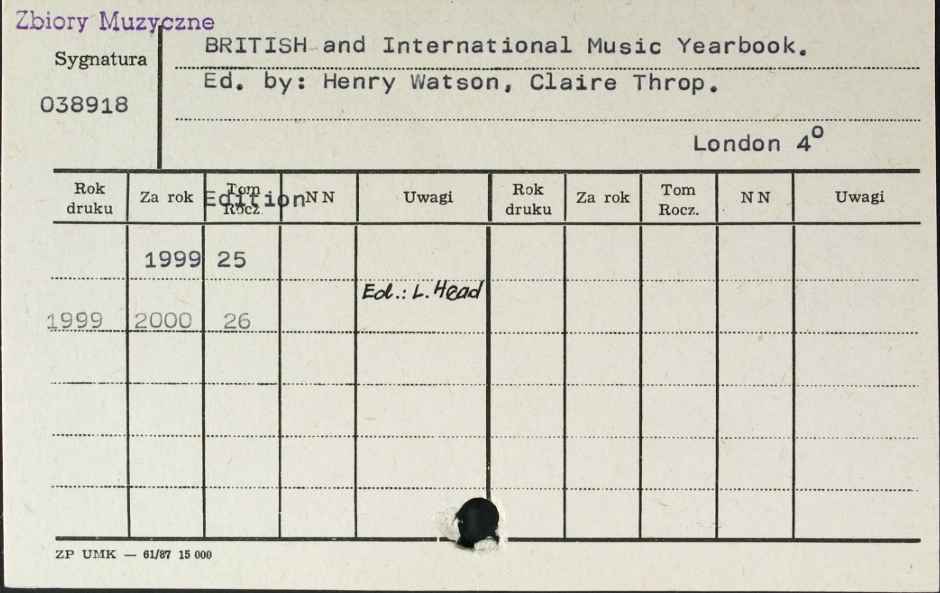 Zbiory Muzyczne
Sygnatura
038918
BRITISH and International Music Yearbook.
Ed. by: Henry Watson, Claire Throp.
London 4°
Rok druku Za rok Tom Rocz. Edition NN Uwagi Rok druku Za rok Tom Rocz. NN Uwagi
1999 25
Ed.: L. Head
1999 2000 26
ZP UMK — 61/87 15 000